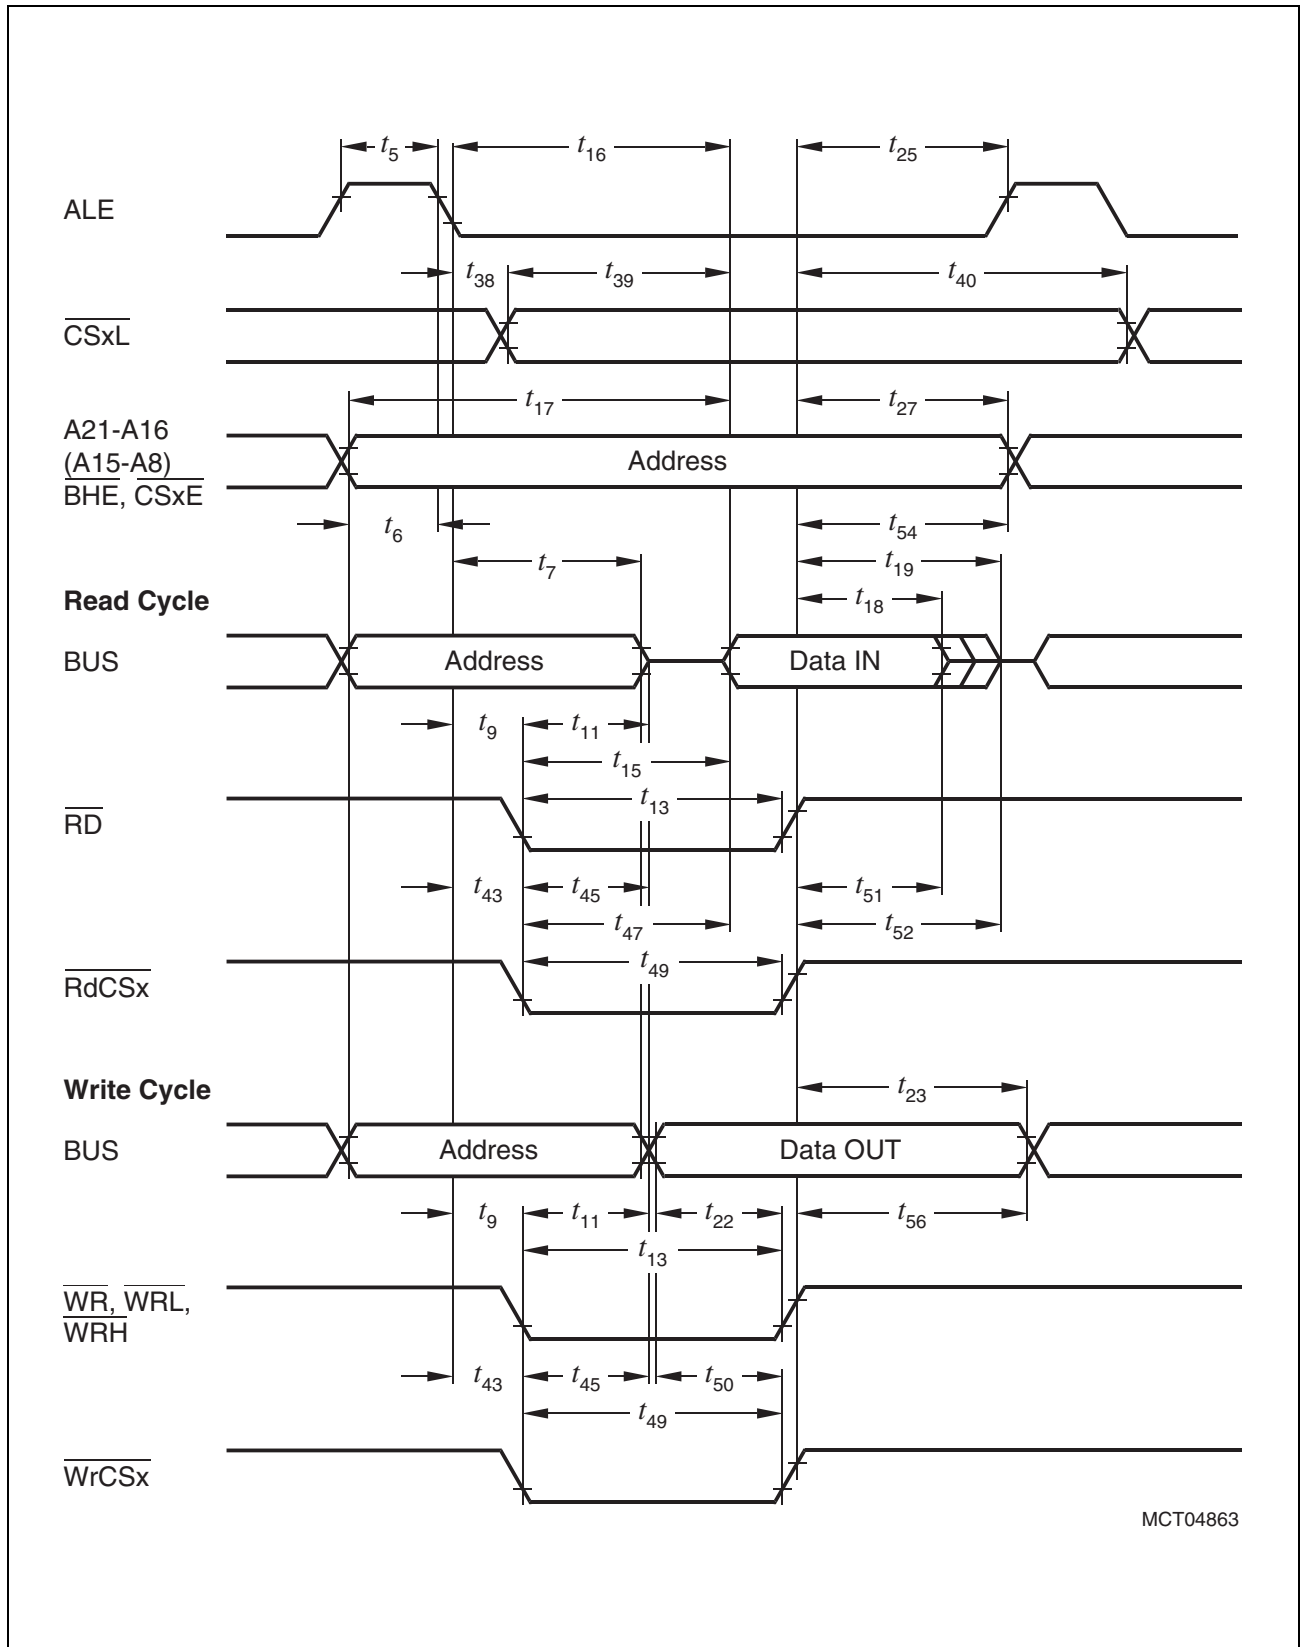 t5 t16 t25
ALE
t38 t39 t40
CSxL
t17 t27
A21-A16
(A15-A8)
BHE, CSxE
Address
t6 t54
t7 t19
Read Cycle
t18
BUS Address Data IN
t9 t11
t15
t13
RD
t43 t45 t51
t47 t52
t49
RdCSx
Write Cycle
t23
BUS Address Data OUT
t9 t11 t22 t56
t13
WR, WRL,
WRH
t43 t45 t50
t49
WrCSx
MCT04863